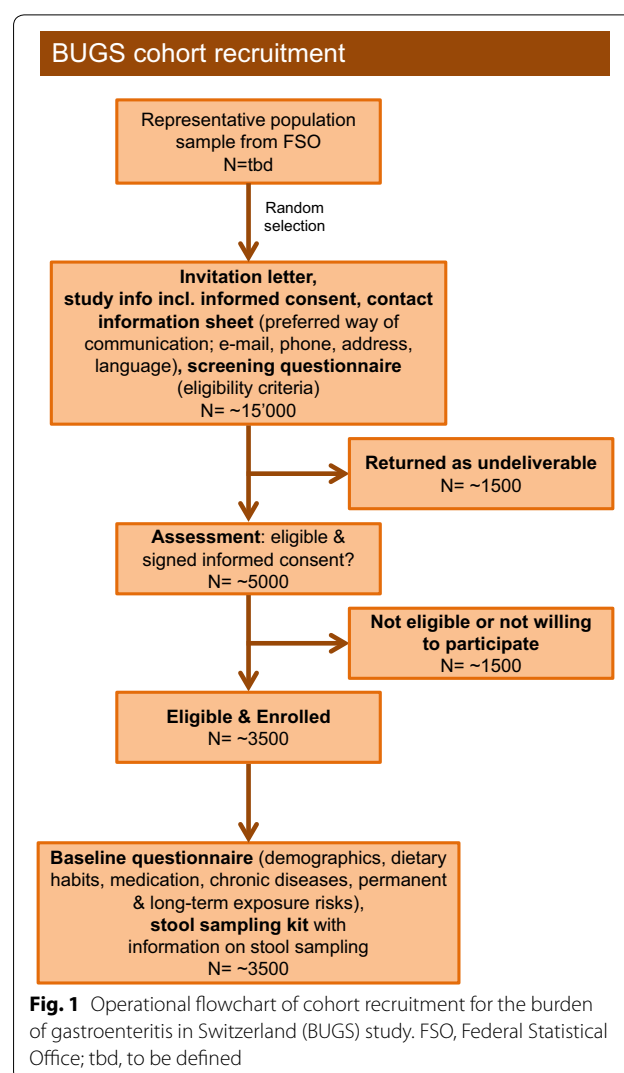 BUGS cohort recruitment
Representative population
sample from FSO
N=tbd
Random
selection
Invitation letter,
study info incl. informed consent, contact
information sheet (preferred way of
communication; e-mail, phone, address,
language), screening questionnaire
(eligibility criteria)
N= ~15’000
Returned as undeliverable
N= ~1500
Assessment: eligible &
signed informed consent?
N= ~5000
Not eligible or not willing
to participate
N= ~1500
Eligible & Enrolled
N= ~3500
Baseline questionnaire (demographics, dietary
habits, medication, chronic diseases, permanent
& long-term exposure risks),
stool sampling kit with
information on stool sampling
N= ~3500
Fig. 1 Operational flowchart of cohort recruitment for the burden
of gastroenteritis in Switzerland (BUGS) study. FSO, Federal Statistical
Office; tbd, to be defined